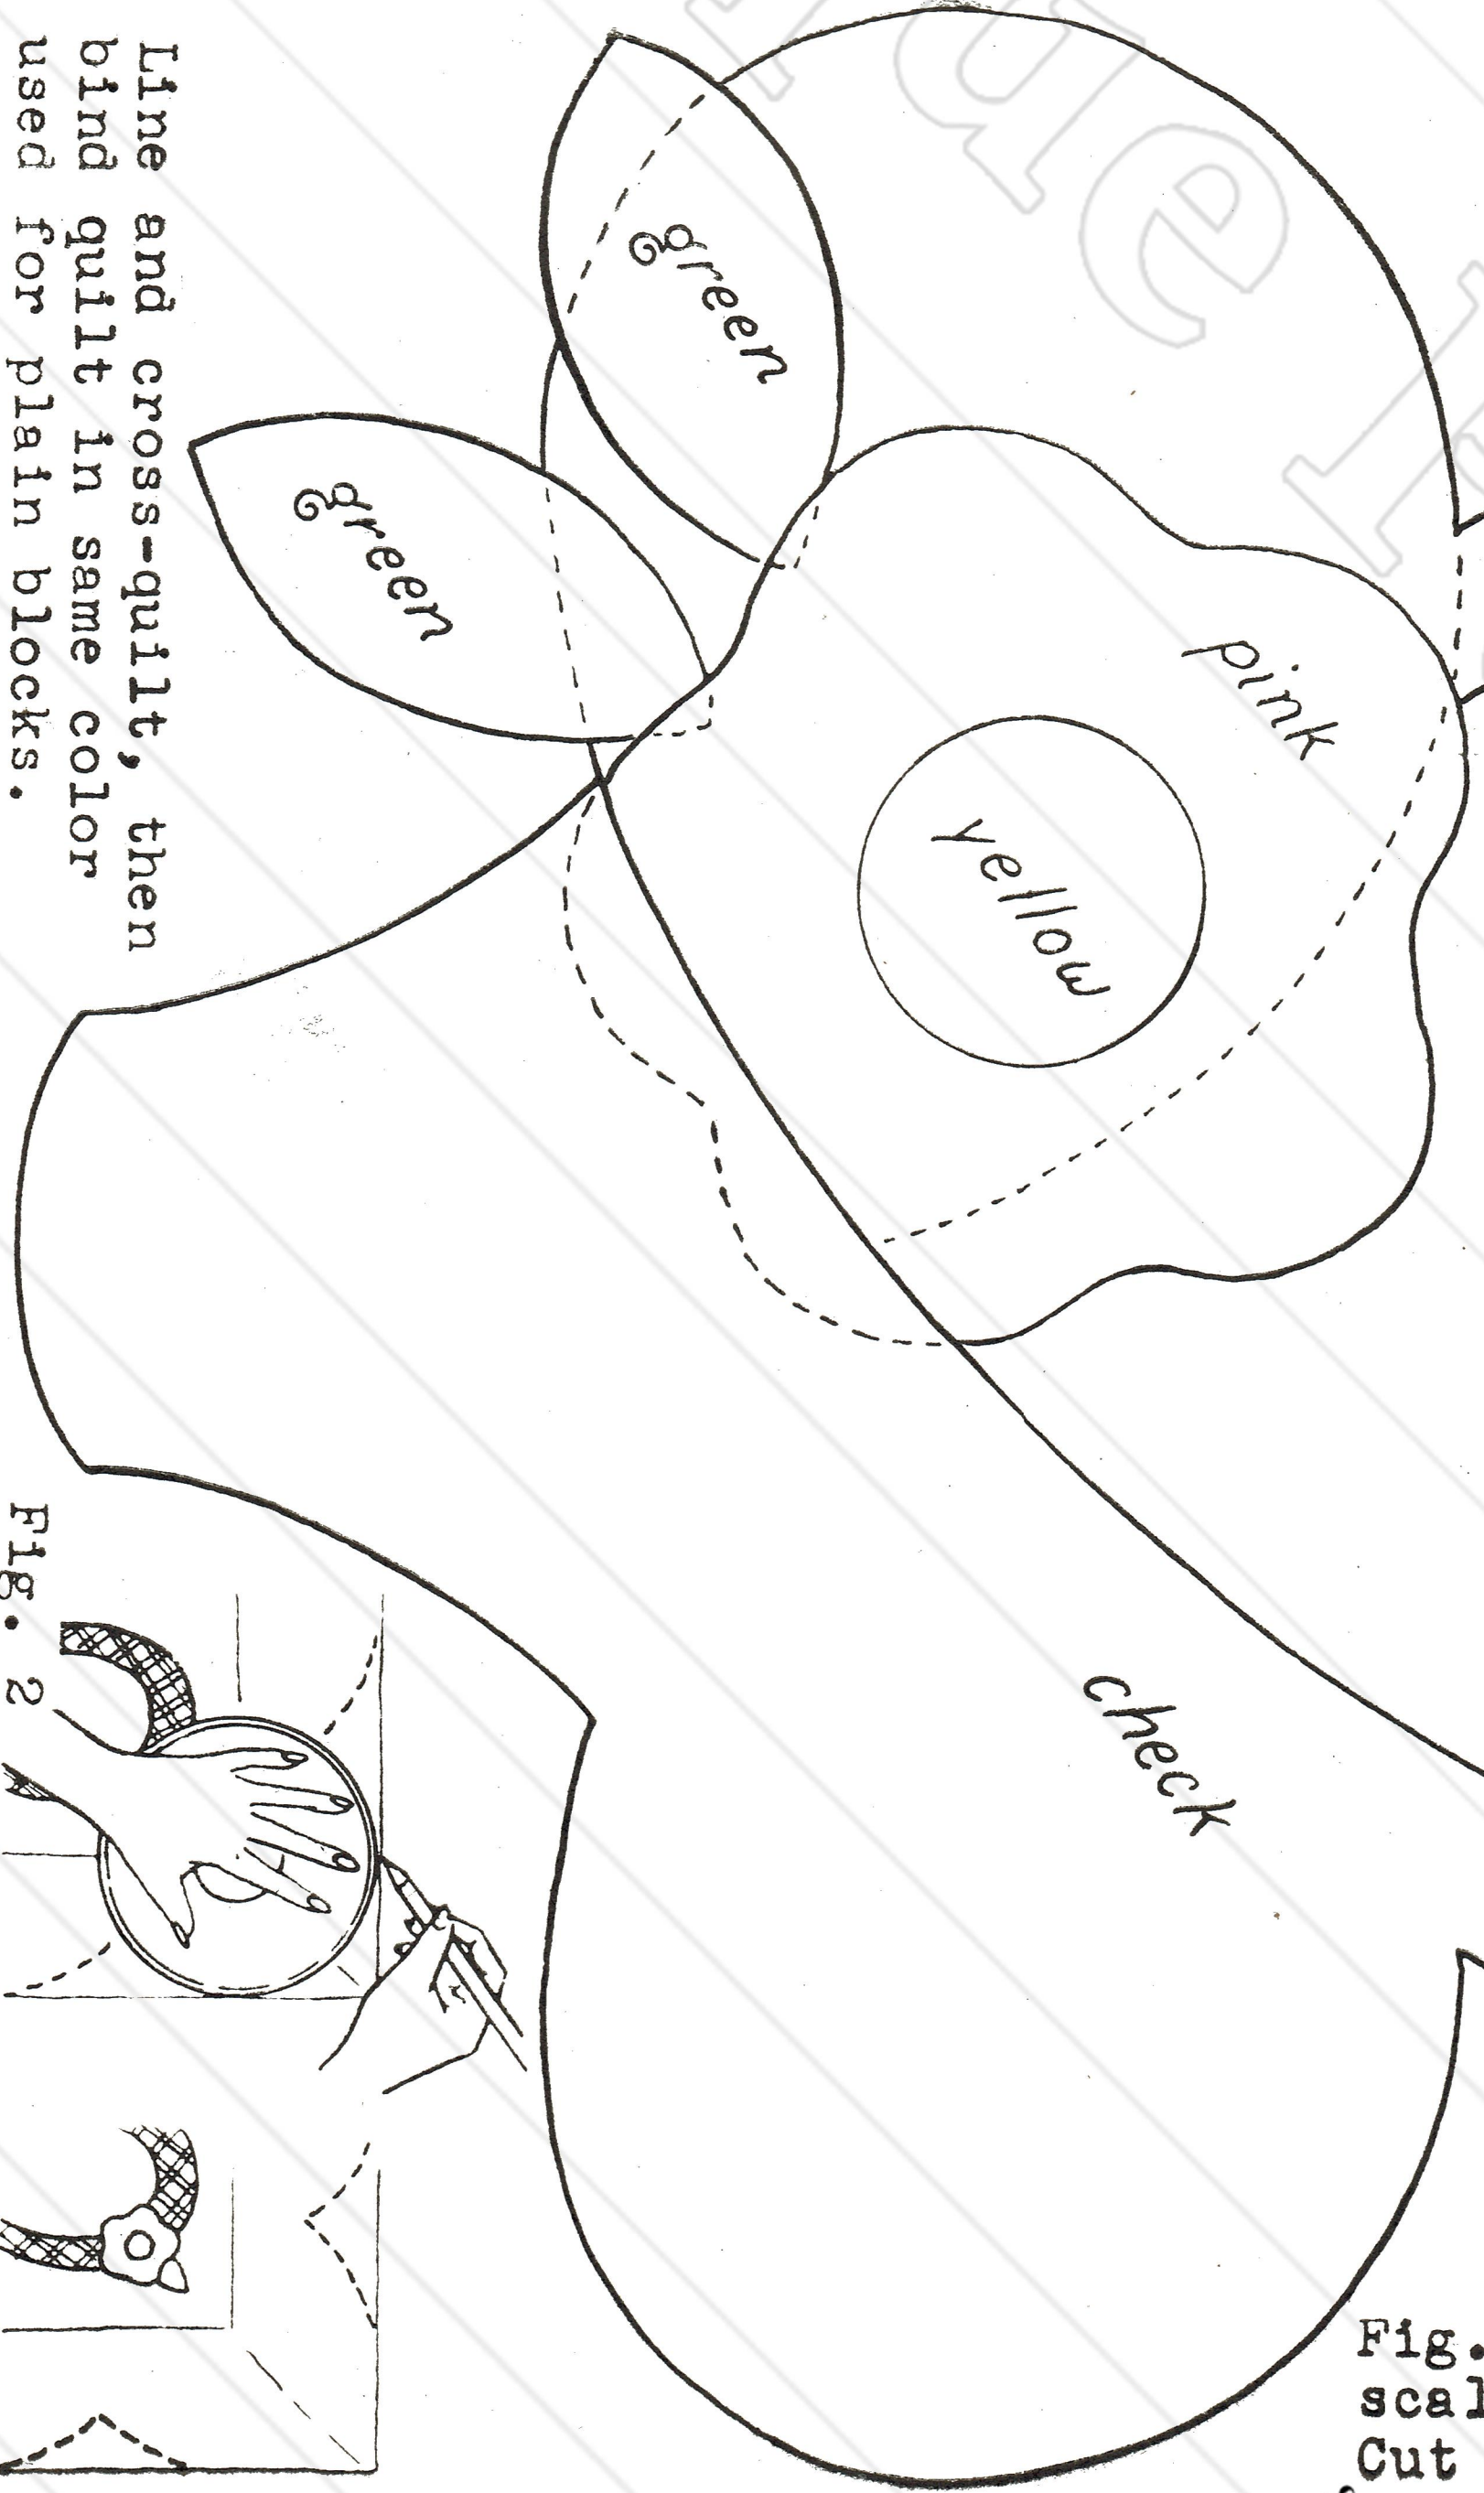 Line and cross-quilt, then
bind quilt in same color
used for plain blocks.
green
green
pink
yellow
check
Fig. 2
Fig.
Cut